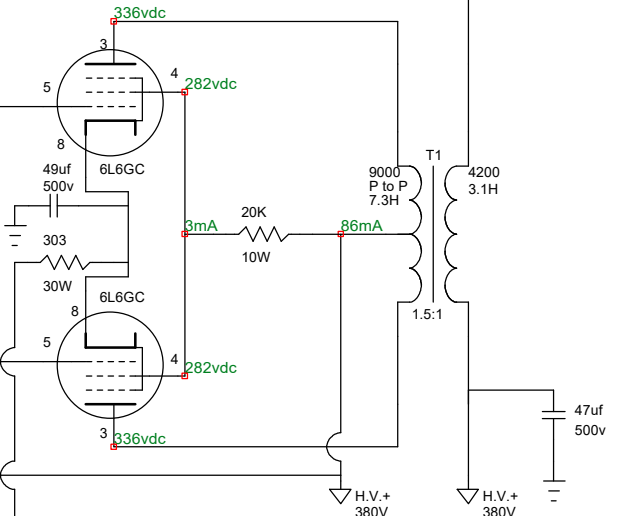 336vdc
3
4
5
282vdc
8
6L6GC
49uf
500v
9000
P to P
7.3H
T1
4200
3.1H
20K
3mA
86mA
303
10W
30W
6L6GC
8
1.5:1
5
4
282vdc
3
336vdc
47uf
500v
H.V.+
380V
H.V.+
380V